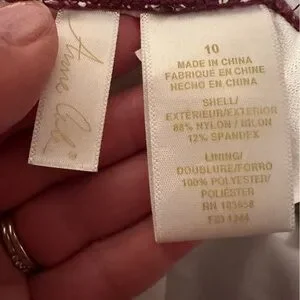 Anne Cole®
10
MADE IN CHINA
FABRIQUE EN CHINE
HECHO EN CHINA
SHELL/
EXTÉRIEUR/EXTERIOR
88% NYLON / NILON
12% SPANDEX
LINING/
DOUBLURE/FORRO
100% POLYESTER/
POLIÉSTER
RN 103658